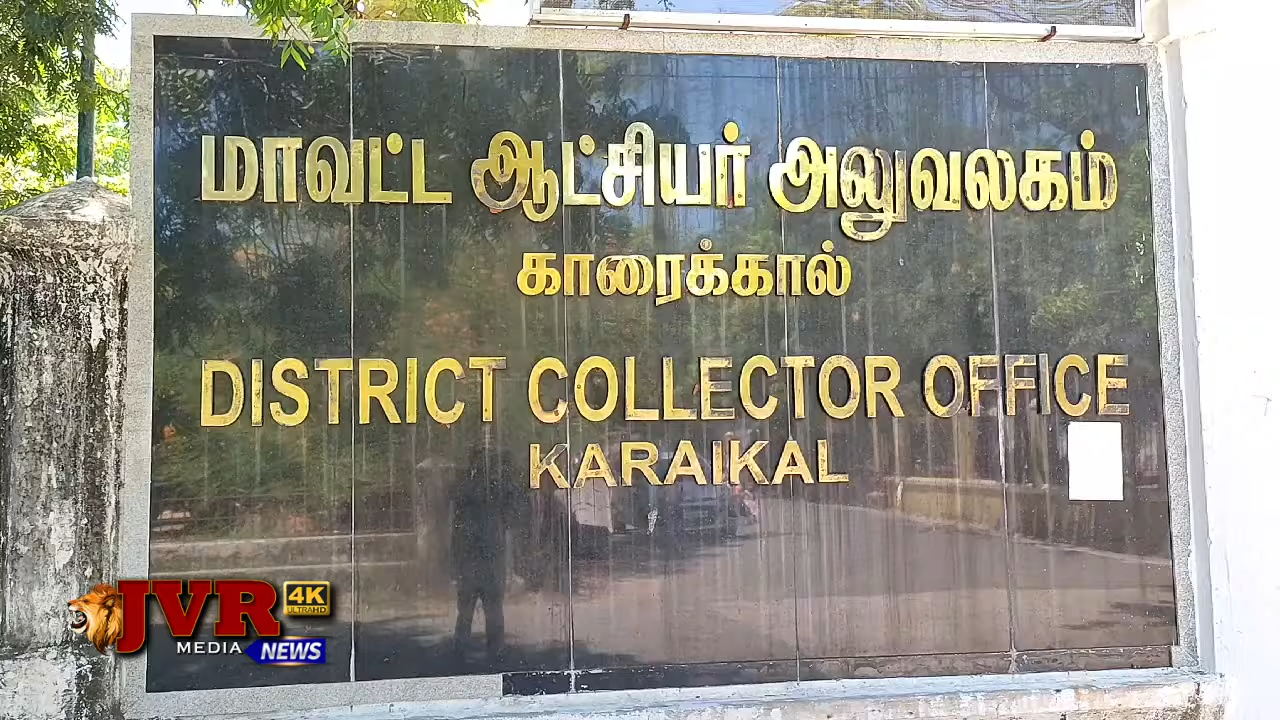 மாவட்ட ஆட்சியர் அலுவலகம்
காரைக்கால்
DISTRICT COLLECTOR OFFICE
KARAIKAL
JVR 4K
ULTRAHD
MEDIA NEWS